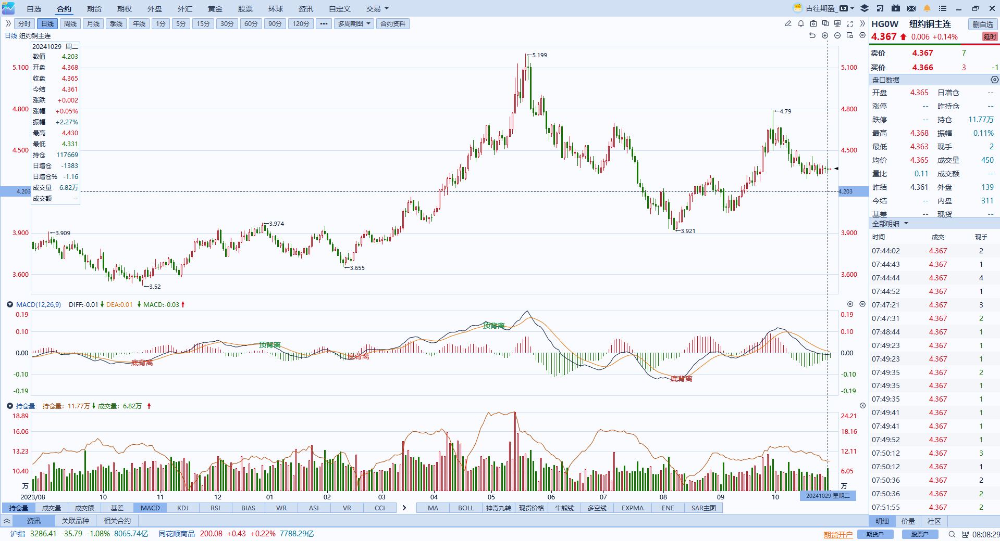 自选 合约 期货 期权 外盘 外汇 黄金 股票 环球 资讯 自定义 交易 古往期盈_ L2
分时 日线 周线 月线 季线 年线 1分 5分 15分 30分 60分 90分 120分 ••• 多周期图 合约资料
日线 纽约铜主连
20241029 周二
数值 4.203
开盘 4.368
收盘 4.365
今结 4.361
涨跌 +0.002
涨幅 +0.05%
振幅 +2.27%
最高 4.430
最低 4.331
持仓 117669
日增仓 -1383
日增仓% -1.16
成交量 6.82万
成交额 --
5.100 5.100
4.800 4.800
4.500 4.500
4.203 4.203
3.900 3.900
3.600 3.600
←5.199
←4.79
←3.909
←3.974
←3.921
←3.655
←3.52
MACD(12,26,9) DIFF:-0.01 DEA:0.01 MACD:-0.03
0.19 0.19
0.10 0.10
0.00 0.00
-0.10 -0.10
-0.19 -0.19
顶背离
顶背离
底背离
底背离
底背离
持仓量 持仓量：11.77万 成交量：6.82万
18.89 24.21
16.06 18.16
13.23 12.11
10.40 6.05
万 万
2023/08 10 11 12 01 02 03 04 05 06 07 08 09 10 20241029 星期二
持仓量 成交量 成交额 基差 MACD KDJ RSI BIAS WR ASI VR CCI MA BOLL 神奇九转 现货价格 牛熊线 多空线 EXPMA ENE SAR主图
资讯 关联品种 相关合约
沪指 3286.41 -35.79 -1.08% 8065.74亿 同花顺商品 200.08 +0.43 +0.22% 7788.29亿
期货开户 期货户 股票户 08:08:29
HG0W 纽约铜主连 删自选
4.367 0.006 +0.14% 延时
卖价 4.367 7
买价 4.366 3 -1
盘口数据
开盘 4.365 日增仓 --
涨停 -- 昨持仓 --
跌停 -- 持仓 11.77万
最高 4.368 振幅 0.11%
最低 4.363 现手 2
均价 4.365 成交量 450
量比 0.11 成交额 --
昨结 4.361 外盘 139
今结 -- 内盘 311
基差 -- 现货 --
全部明细
时间 成交 现手
07:44:02 4.367 2
07:44:43 4.367 1
07:44:44 4.367 4
07:44:52 4.367 1
07:47:21 4.367 3
07:47:31 4.367 2
07:48:44 4.367 1
07:49:23 4.367 1
07:49:23 4.367 1
07:49:35 4.367 2
07:49:35 4.367 1
07:49:35 4.367 1
07:49:41 4.367 1
07:49:41 4.367 1
07:49:52 4.367 1
07:50:12 4.367 3
07:50:12 4.367 1
07:50:36 4.367 2
07:50:36 4.367 2
07:51:55 4.367 2
明细 价量 社区